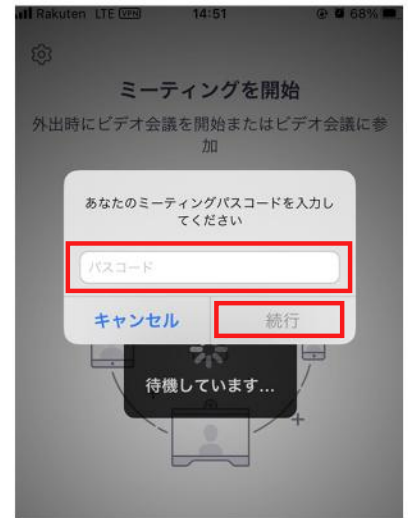 Rakuten LTE VPN 14:51 68%
ミーティングを開始
外出時にビデオ会議を開始またはビデオ会議に参
加
あなたのミーティングパスコードを入力し
てください
パスコード
キャンセル 続行
待機しています...